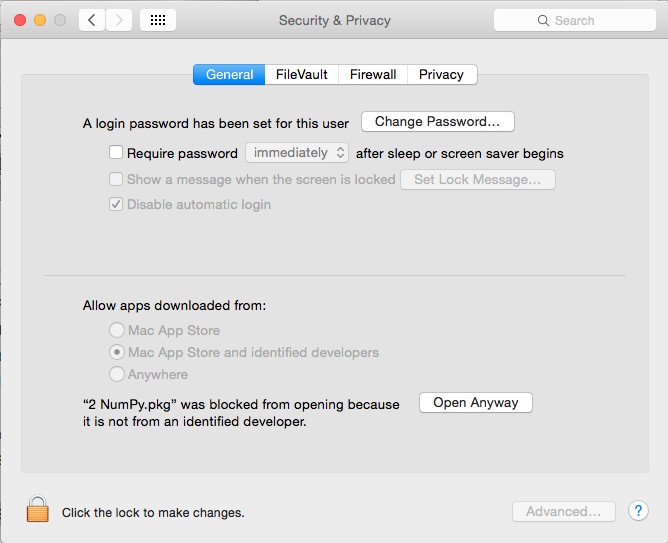 Security & Privacy
Search
General FileVault Firewall Privacy
A login password has been set for this user Change Password...
Require password immediately after sleep or screen saver begins
Show a message when the screen is locked Set Lock Message...
Disable automatic login
Allow apps downloaded from:
Mac App Store
Mac App Store and identified developers
Anywhere
“2 NumPy.pkg” was blocked from opening because
it is not from an identified developer.
Open Anyway
Click the lock to make changes.
Advanced...
?